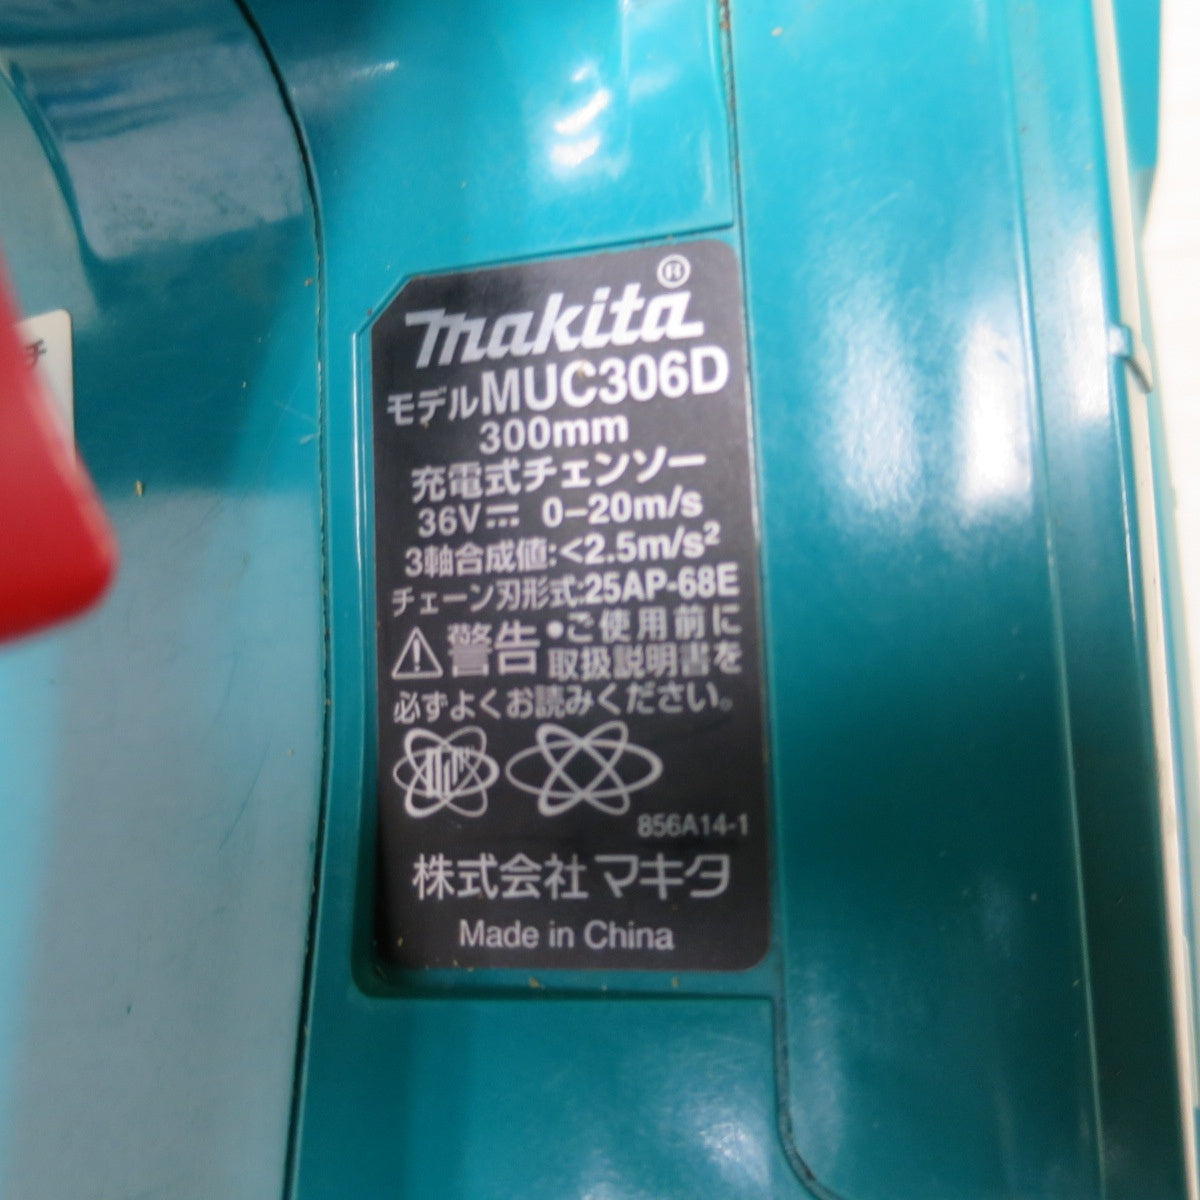 makita®
モデルMUC306D
300mm
充電式チェンソー
36V⎓ 0–20m/s
3軸合成値:<2.5m/s²
チェーン刃形式:25AP-68E
⚠警告 •ご使用前に
取扱説明書を
必ずよくお読みください。
856A14-1
株式会社マキタ
Made in China
チ